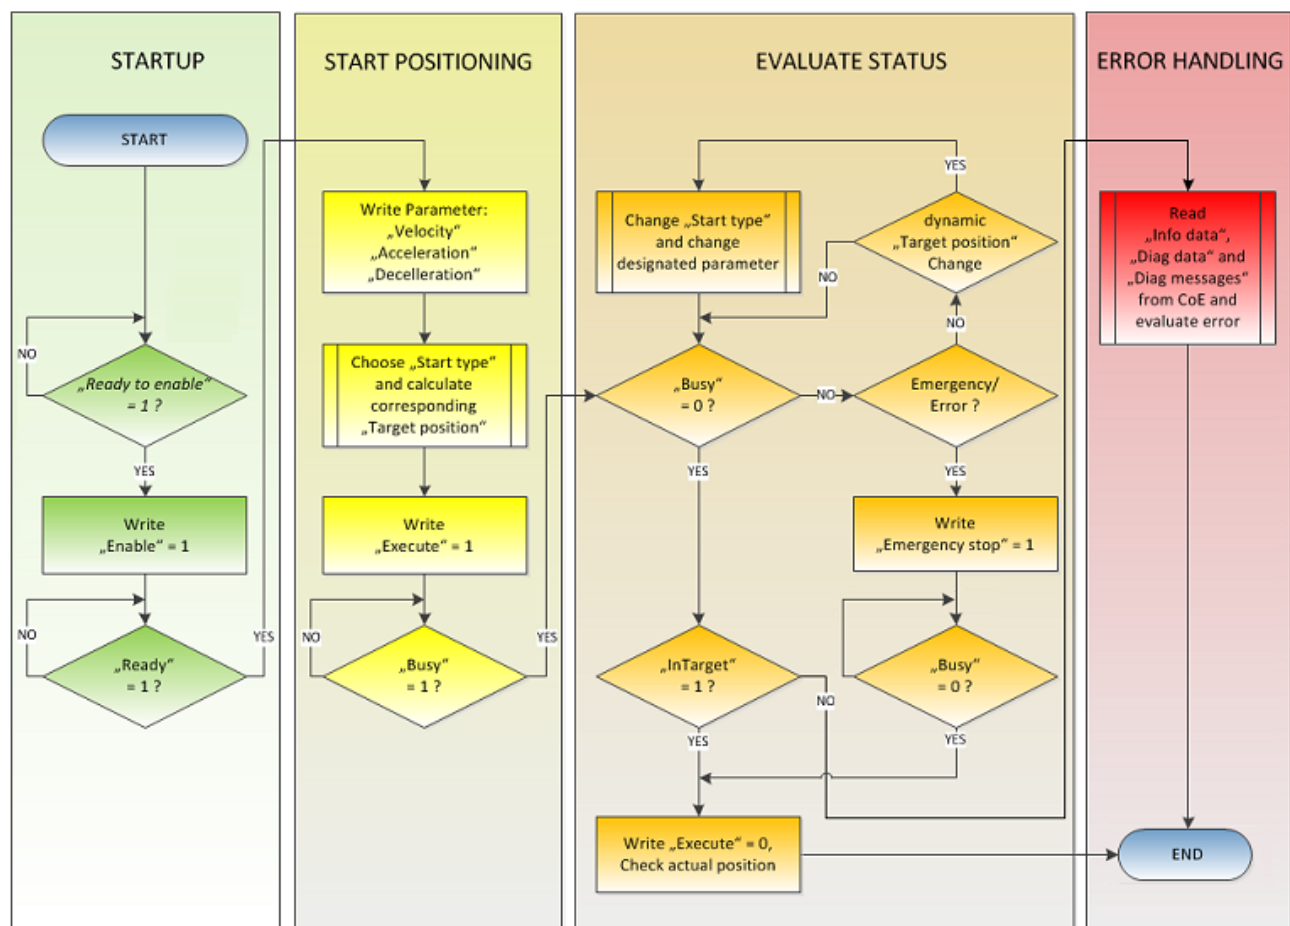 STARTUP
START
NO
„Ready to enable“
= 1 ?
YES
Write
„Enable“ = 1
NO
„Ready“
= 1 ?
YES
START POSITIONING
Write Parameter:
„Velocity“
„Acceleration“
„Decelleration“
Choose „Start type“
and calculate
corresponding
„Target position“
Write
„Execute“ = 1
NO
„Busy“
= 1 ?
YES
EVALUATE STATUS
YES
Change „Start type“
and change
designated parameter
dynamic
„Target position“
Change
NO
NO
„Busy“
= 0 ?
NO
Emergency/
Error ?
YES
YES
Write
„Emergency stop“ = 1
„InTarget“
= 1 ?
NO
„Busy“
= 0 ?
YES
YES
Write „Execute“ = 0,
Check actual position
ERROR HANDLING
Read
„Info data“,
„Diag data“ and
„Diag messages“
from CoE and
evaluate error
END